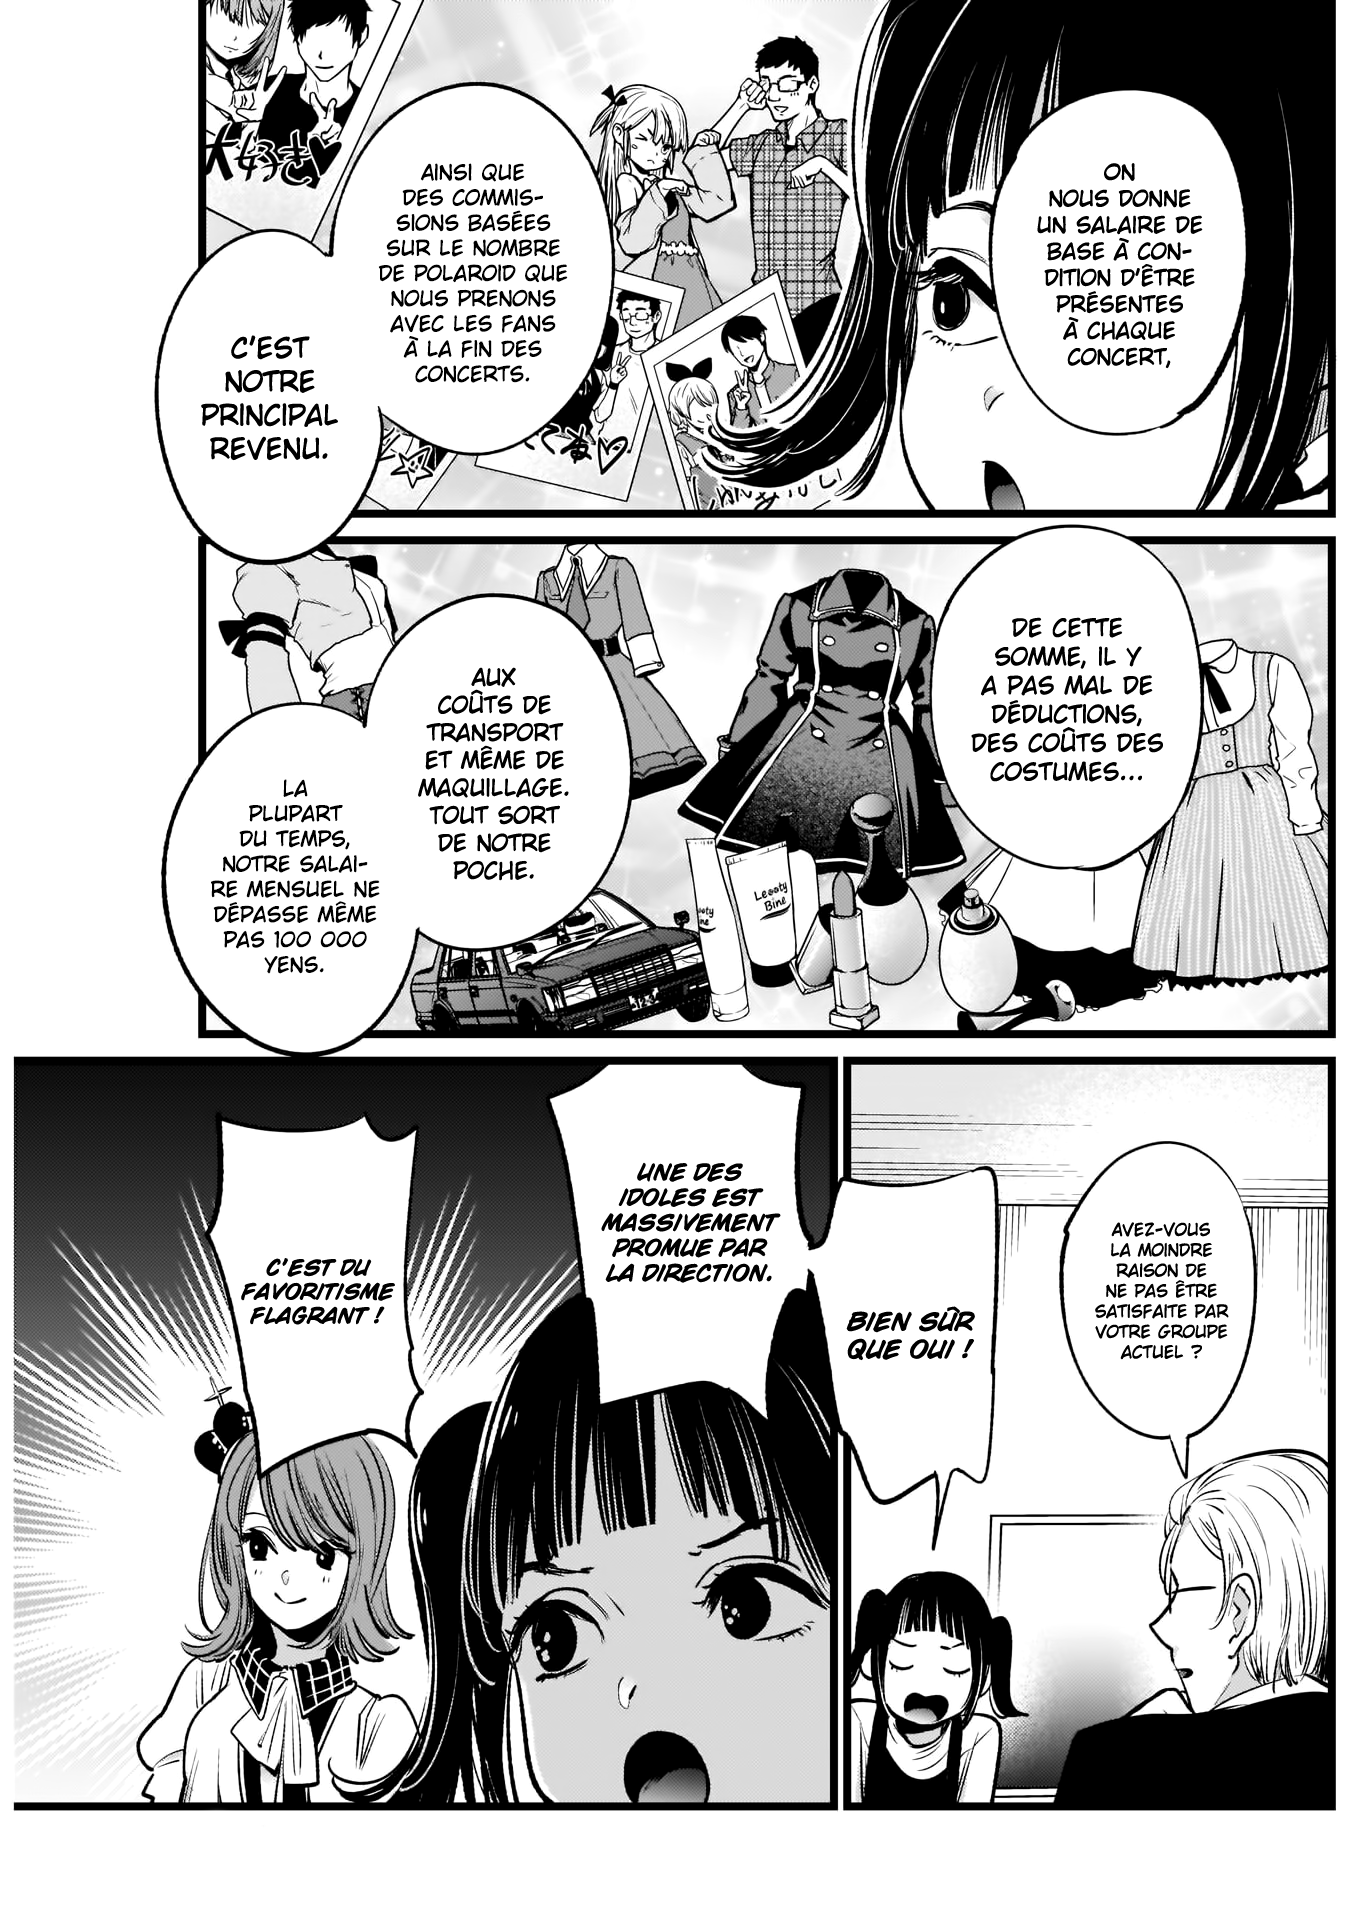 ON
NOUS DONNE
UN SALAIRE DE
BASE À CON-
DITION D'ÊTRE
PRÉSENTES
À CHAQUE
CONCERT,
AINSI QUE
DES COMMIS-
SIONS BASÉES
SUR LE NOMBRE
DE POLAROID QUE
NOUS PRENONS
AVEC LES FANS
À LA FIN DES
CONCERTS.
C'EST
NOTRE
PRINCIPAL
REVENU.
大好き
DE CETTE
SOMME, IL Y
A PAS MAL DE
DÉDUCTIONS,
DES COÛTS DES
COSTUMES...
AUX
COÛTS DE
TRANSPORT
ET MÊME DE
MAQUILLAGE.
TOUT SORT
DE NOTRE
POCHE.
LA
PLUPART
DU TEMPS,
NOTRE SALAI-
RE MENSUEL NE
DÉPASSE MÊME
PAS 100 000
YENS.
AVEZ-VOUS
LA MOINDRE
RAISON DE
NE PAS ÊTRE
SATISFAITE PAR
VOTRE GROUPE
ACTUEL ?
BIEN SÛR
QUE OUI !
UNE DES
IDOLES EST
MASSIVEMENT
PROMUE PAR
LA DIRECTION.
C'EST DU
FAVORITISME
FLAGRANT !